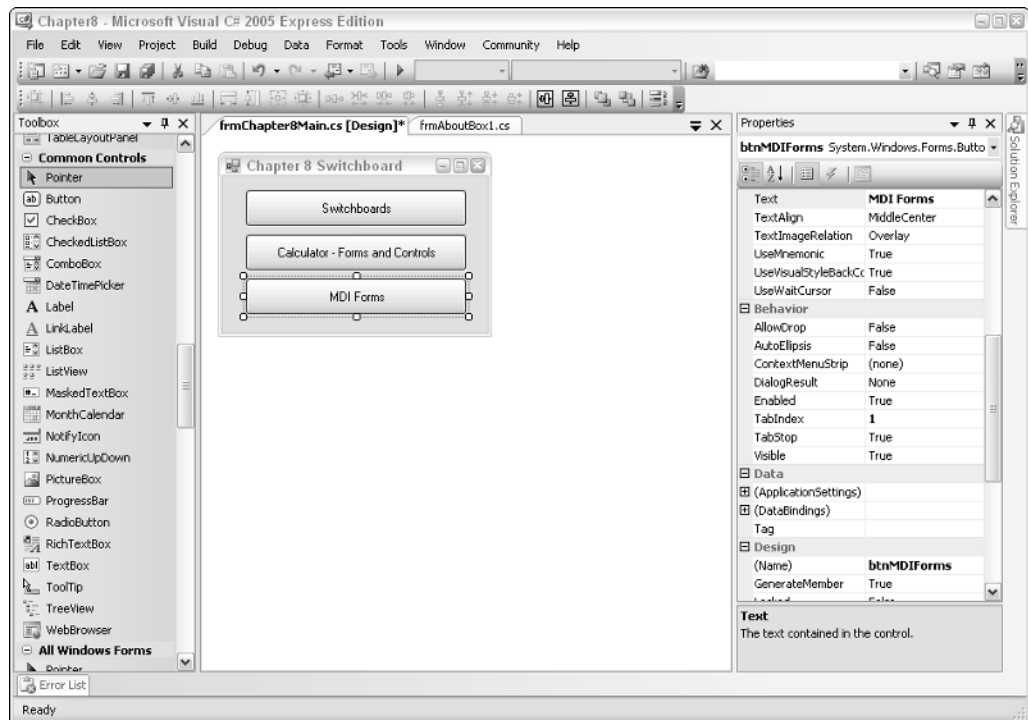 Chapter8 - Microsoft Visual C# 2005 Express Edition
File Edit View Project Build Debug Data Format Tools Window Community Help
Toolbox
TableLayoutPanel
Common Controls
Pointer
Button
CheckBox
CheckedListBox
ComboBox
DateTimePicker
Label
LinkLabel
ListBox
ListView
MaskedTextBox
MonthCalendar
NotifyIcon
NumericUpDown
PictureBox
ProgressBar
RadioButton
RichTextBox
TextBox
ToolTip
TreeView
WebBrowser
All Windows Forms
Pointer
frmChapter8Main.cs [Design]* frmAboutBox1.cs
Chapter 8 Switchboard
Switchboards
Calculator - Forms and Controls
MDI Forms
Properties
btnMDIForms System.Windows.Forms.Butto
Text MDI Forms
TextAlign MiddleCenter
TextImageRelation Overlay
UseMnemonic True
UseVisualStyleBackCc True
UseWaitCursor False
Behavior
AllowDrop False
AutoEllipsis False
ContextMenuStrip (none)
DialogResult None
Enabled True
TabIndex 1
TabStop True
Visible True
Data
(ApplicationSettings)
(DataBindings)
Tag
Design
(Name) btnMDIForms
GenerateMember True
Text
The text contained in the control.
Solution Explorer
Error List
Ready